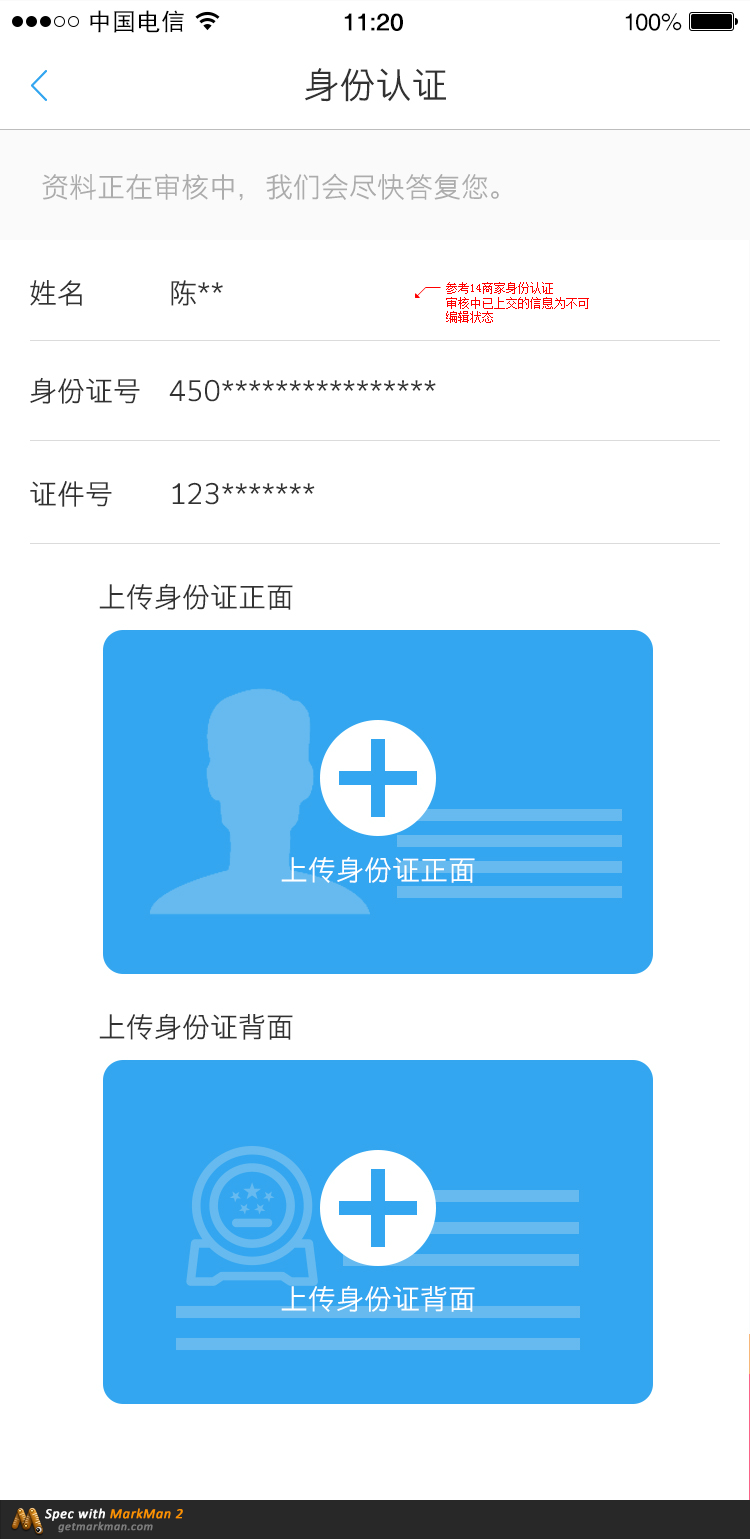 中国电信
11:20
100%
身份认证
资料正在审核中，我们会尽快答复您。
姓名 陈**
参考14商家身份认证
审核中已上交的信息为不可
编辑状态
身份证号 450****************
证件号 123*******
上传身份证正面
上传身份证正面
上传身份证背面
上传身份证背面
Spec with MarkMan 2
getmarkman.com